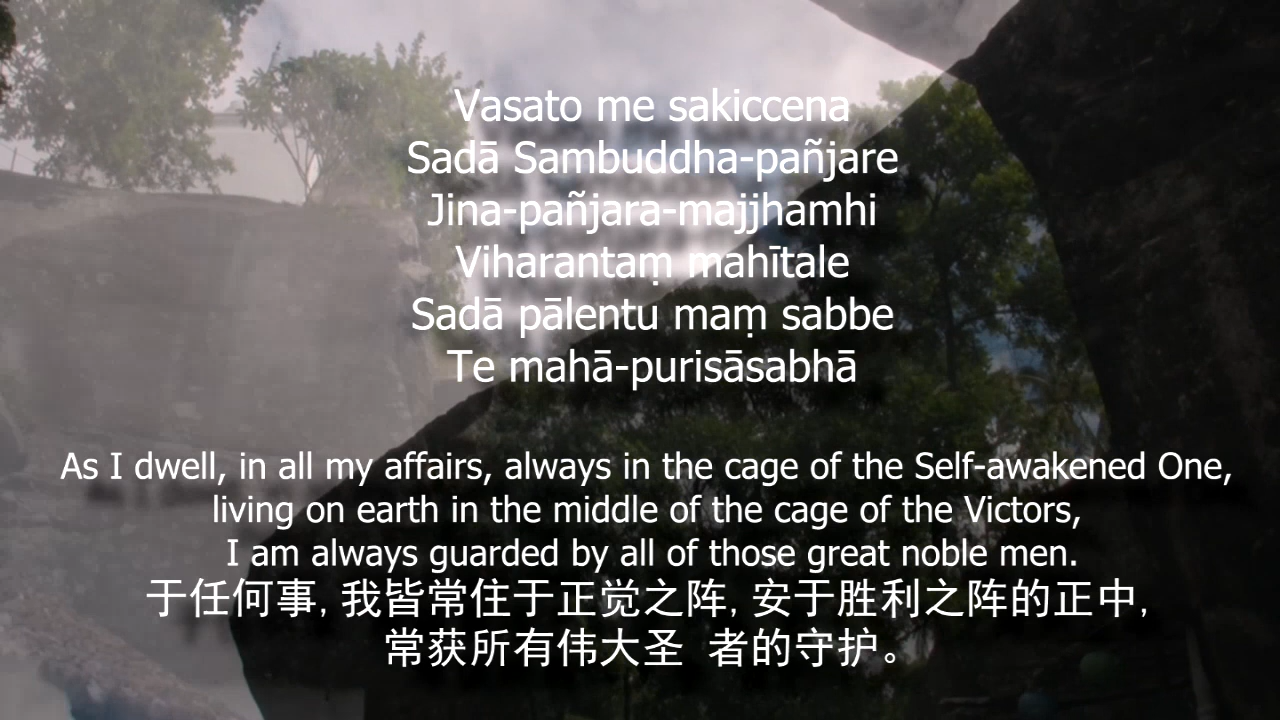 Vasato me sakiccena
Sadā Sambuddha-pañjare
Jina-pañjara-majjhamhi
Viharantaṃ mahītale
Sadā pālentu maṃ sabbe
Te mahā-purisāsabhā
As I dwell, in all my affairs, always in the cage of the Self-awakened One,
living on earth in the middle of the cage of the Victors,
I am always guarded by all of those great noble men.
于任何事,我皆常住于正觉之阵,安于胜利之阵的正中,
常获所有伟大圣 者的守护。